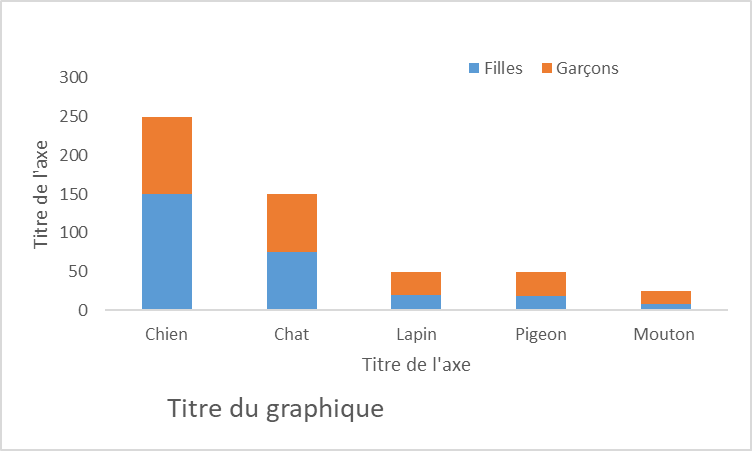 Filles
Garçons
300
250
200
150
100
50
0
Titre de l'axe
Chien
Chat
Lapin
Pigeon
Mouton
Titre de l'axe
Titre du graphique